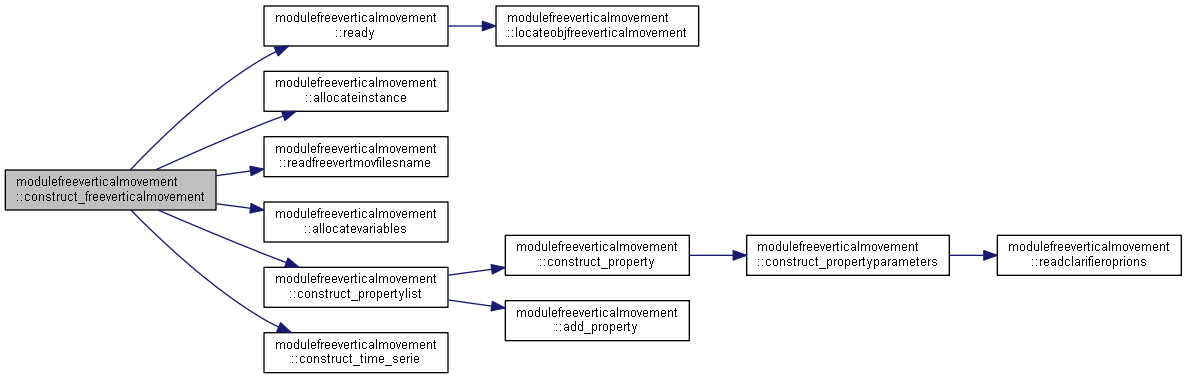 modulefreeverticalmovement
::construct_freeverticalmovement
modulefreeverticalmovement
::ready
modulefreeverticalmovement
::locateobjfreeverticalmovement
modulefreeverticalmovement
::allocateinstance
modulefreeverticalmovement
::readfreevertmovfilesname
modulefreeverticalmovement
::allocatevariables
modulefreeverticalmovement
::construct_propertylist
modulefreeverticalmovement
::construct_property
modulefreeverticalmovement
::construct_propertyparameters
modulefreeverticalmovement
::readclarifieroprions
modulefreeverticalmovement
::add_property
modulefreeverticalmovement
::construct_time_serie